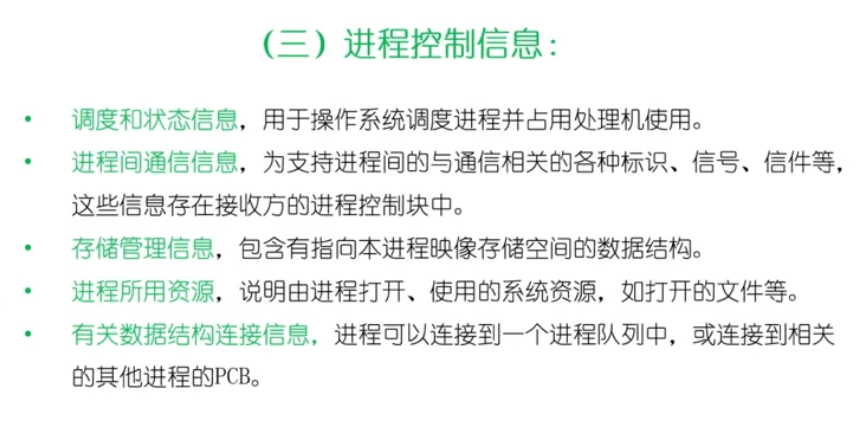 （三）进程控制信息：
• 调度和状态信息，用于操作系统调度进程并占用处理机使用。
• 进程间通信信息，为支持进程间的与通信相关的各种标识、信号、信件等，
这些信息存在接收方的进程控制块中。
• 存储管理信息，包含有指向本进程映像存储空间的数据结构。
• 进程所用资源，说明由进程打开、使用的系统资源，如打开的文件等。
• 有关数据结构连接信息，进程可以连接到一个进程队列中，或连接到相关
的其他进程的PCB。